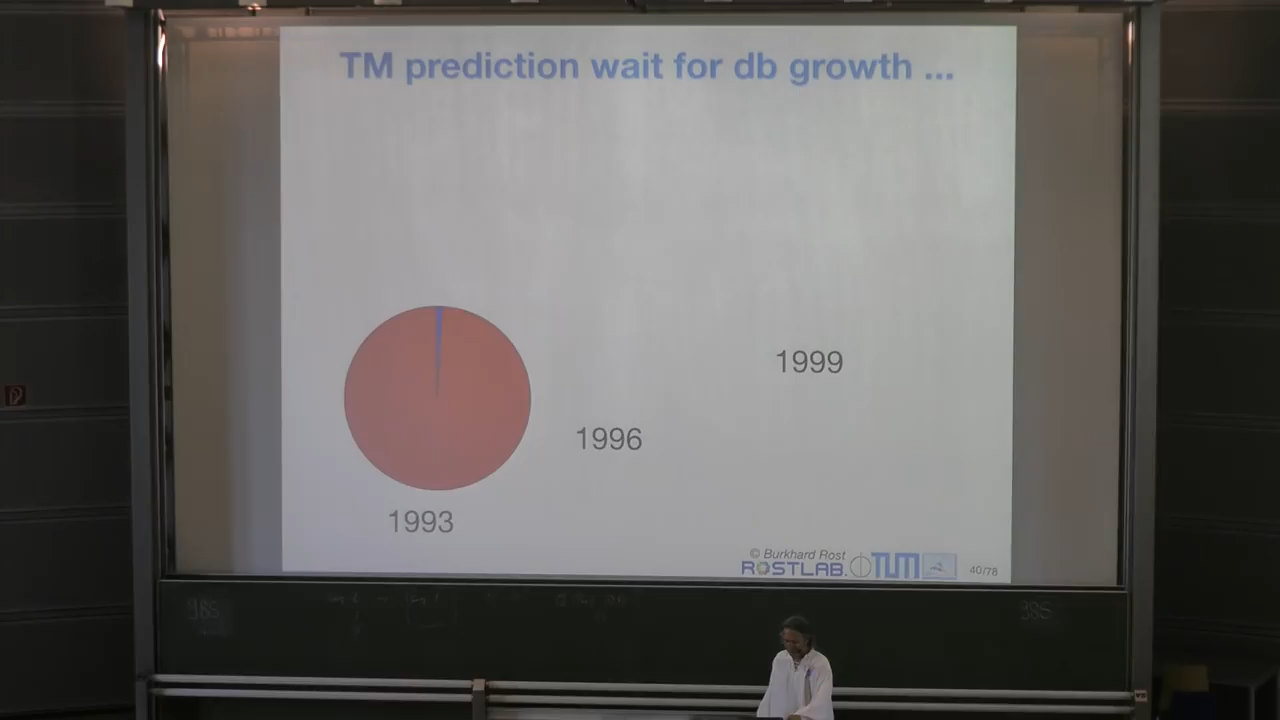 TM prediction wait for db growth ...
1999
1996
1993
© Burkhard Rost
ROSTLAB. TUM
40/78